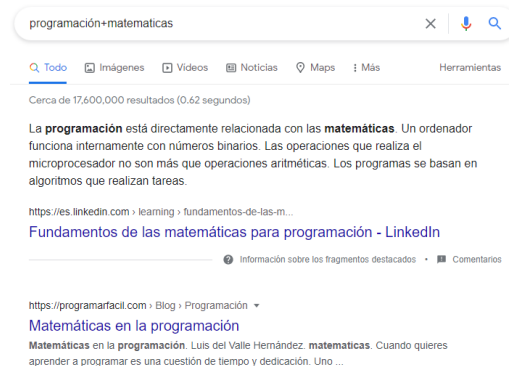 programación+matematicas
Todo Imágenes Vídeos Noticias Maps Más Herramientas
Cerca de 17,600,000 resultados (0.62 segundos)
La programación está directamente relacionada con las matemáticas. Un ordenador
funciona internamente con números binarios. Las operaciones que realiza el
microprocesador no son más que operaciones aritméticas. Los programas se basan en
algoritmos que realizan tareas.
https://es.linkedin.com › learning › fundamentos-de-las-m...
Fundamentos de las matemáticas para programación - LinkedIn
Información sobre los fragmentos destacados • Comentarios
https://programarfacil.com › Blog › Programación
Matemáticas en la programación
Matemáticas en la programación. Luis del Valle Hernández. matematicas. Cuando quieres
aprender a programar es una cuestión de tiempo y dedicación. Uno ...